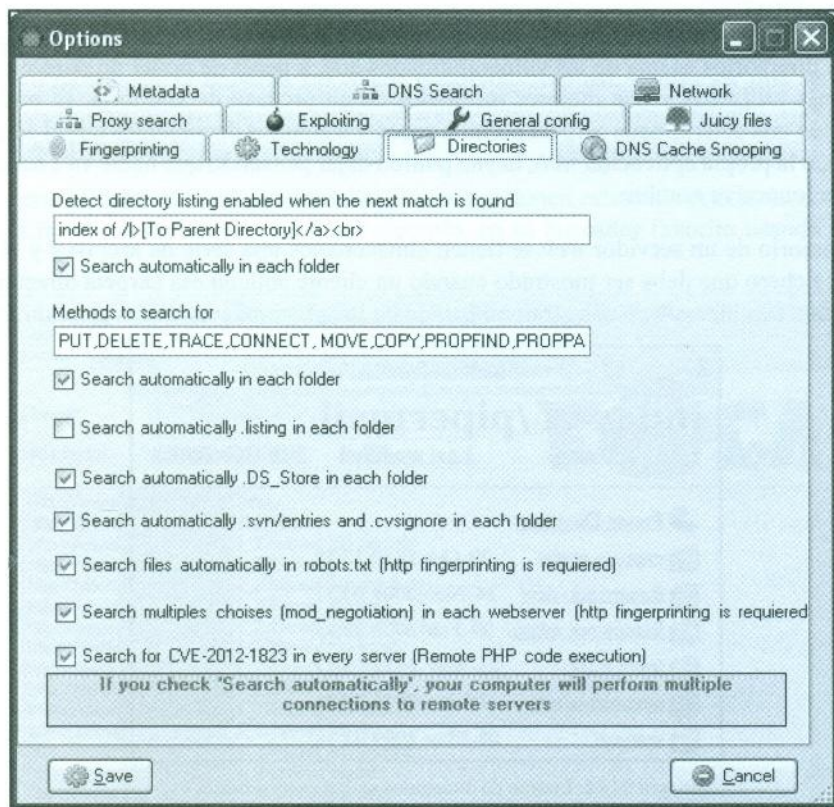 Options
Metadata
DNS Search
Network
Proxy search
Exploiting
General config
Juicy files
Fingerprinting
Technology
Directories
DNS Cache Snooping
Detect directory listing enabled when the next match is found
index of /|>[To Parent Directory]</a><br>
Search automatically in each folder
Methods to search for
PUT,DELETE,TRACE,CONNECT, MOVE,COPY,PROPFIND,PROPPA
Search automatically in each folder
Search automatically .listing in each folder
Search automatically .DS_Store in each folder
Search automatically .svn/entries and .cvsignore in each folder
Search files automatically in robots.txt (http fingerprinting is requiered)
Search multiples choises (mod_negotiation) in each webserver (http fingerprinting is requiered
Search for CVE-2012-1823 in every server (Remote PHP code execution)
If you check 'Search automatically', your computer will perform multiple
connections to remote servers
Save
Cancel